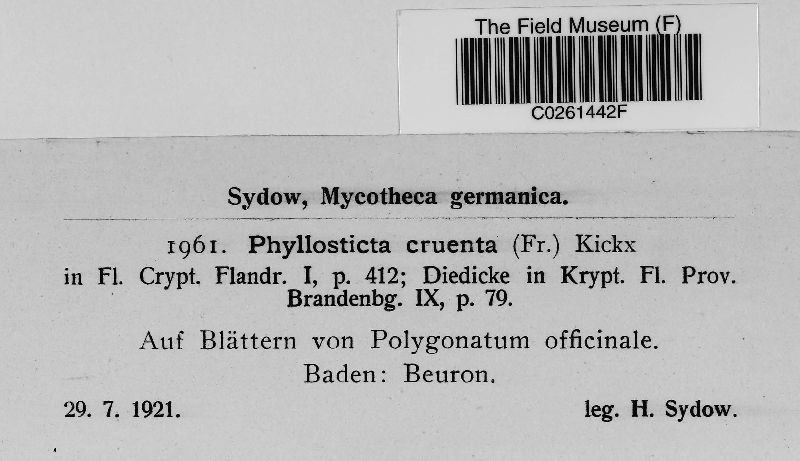 The Field Museum (F)
C0261442F
Sydow, Mycotheca germanica.
1961. Phyllosticta cruenta (Fr.) Kickx
in Fl. Crypt. Flandr. I, p. 412; Diedicke in Krypt. Fl. Prov.
Brandenbg. IX, p. 79.
Auf Blättern von Polygonatum officinale.
Baden: Beuron.
29. 7. 1921. leg. H. Sydow.